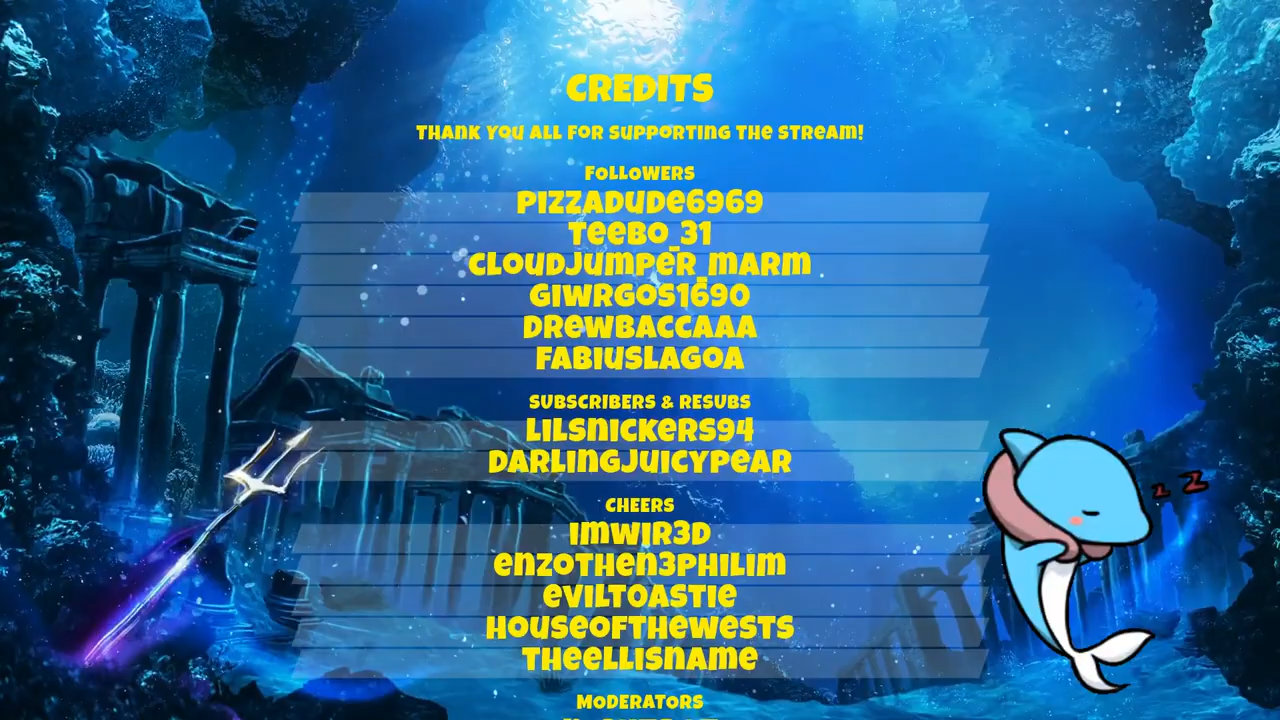 CREDITS
THANK YOU ALL FOR SUPPORTING THE STREAM!
FOLLOWERS
PIZZADUDE6969
TEEBO_31
CLOUDJUMPER_MARM
GIWRGOS1690
DREWBACCAAA
FABIUSLAGOA
SUBSCRIBERS & RESUBS
LILSNICKERS94
DARLINGJUICYPEAR
CHEERS
IMWIR3D
ENZOTHEN3PHILIM
EVILTOASTIE
HOUSEOFTHEWESTS
THEELLISNAME
Z Z
MODERATORS